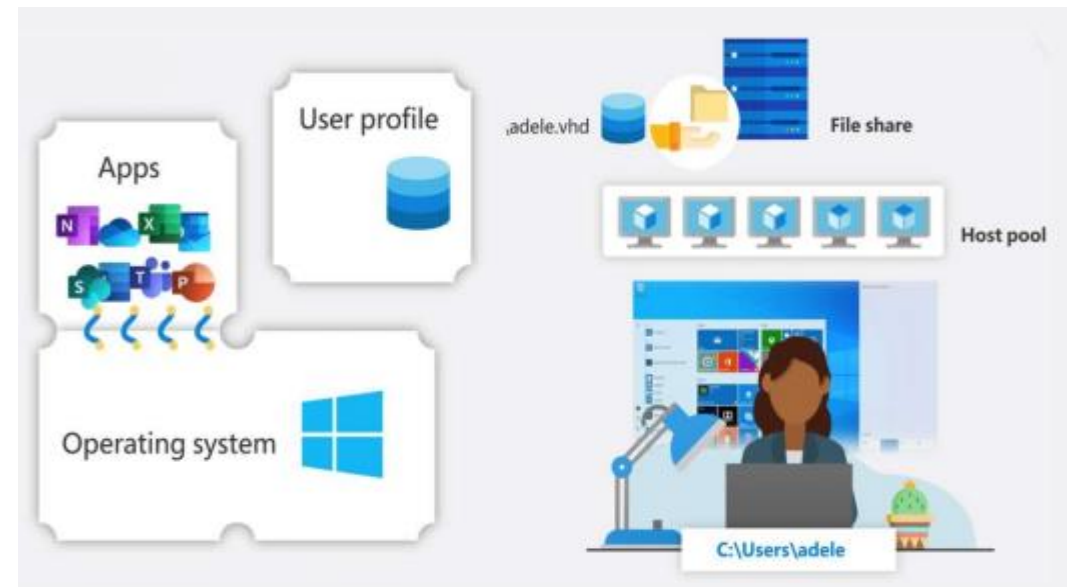 User profile
Apps
N
X
S
T
P
Operating system
\adele.vhd
File share
Host pool
C:\Users\adele